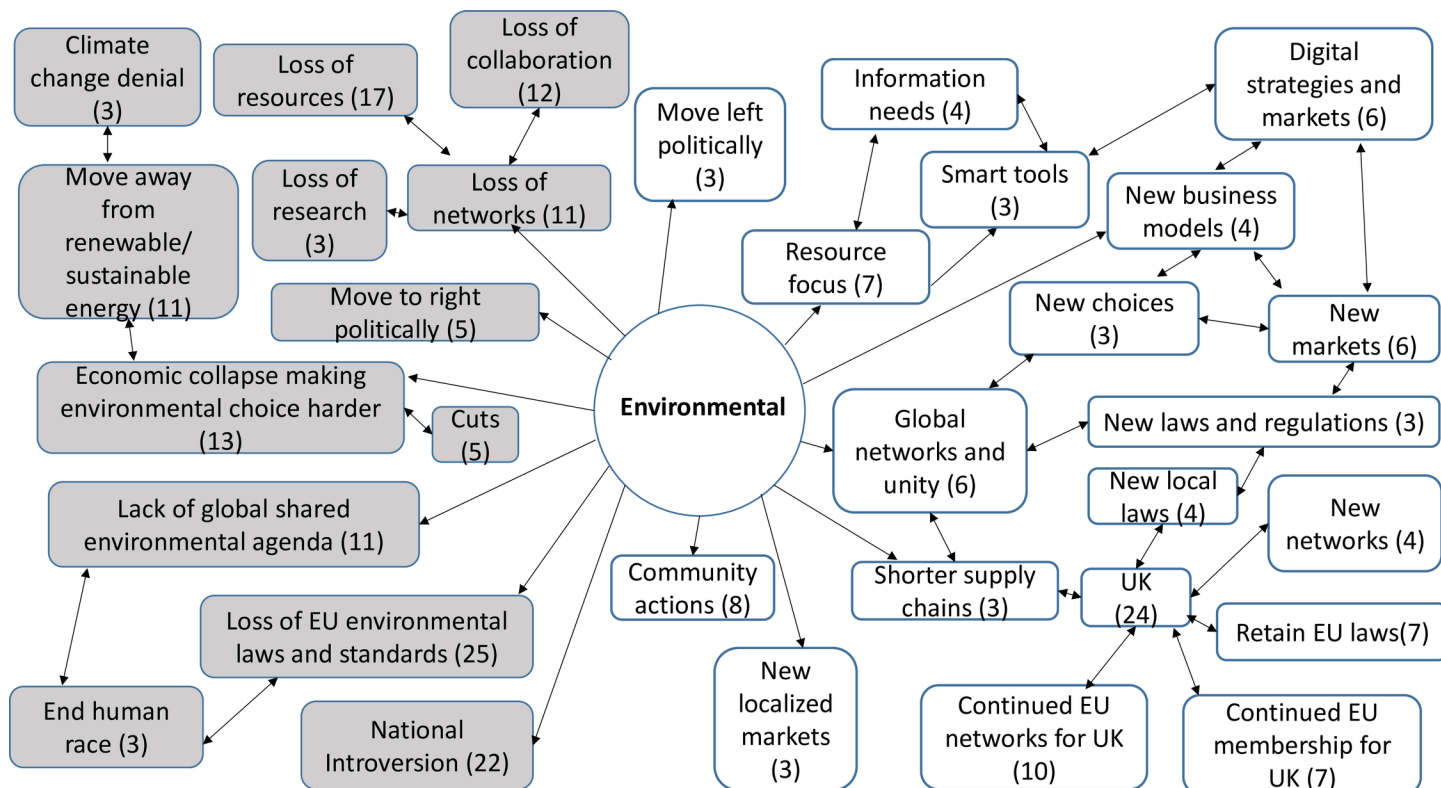 Climate
change denial
(3)
Loss of
resources (17)
Loss of
collaboration
(12)
Move away
from
renewable/
sustainable
energy (11)
Loss of
research
(3)
Loss of
networks (11)
Move to right
politically (5)
Economic collapse making
environmental choice harder
(13)
Cuts
(5)
Lack of global shared
environmental agenda (11)
Loss of EU environmental
laws and standards (25)
End human
race (3)
National
Introversion (22)
Environmental
Move left
politically
(3)
Information
needs (4)
Smart tools
(3)
Resource
focus (7)
Digital
strategies and
markets (6)
New business
models (4)
New choices
(3)
New
markets (6)
Global
networks and
unity (6)
New laws and regulations (3)
New local
laws (4)
New
networks (4)
Community
actions (8)
Shorter supply
chains (3)
UK
(24)
Retain EU laws(7)
New
localized
markets
(3)
Continued EU
networks for UK
(10)
Continued EU
membership for
UK (7)